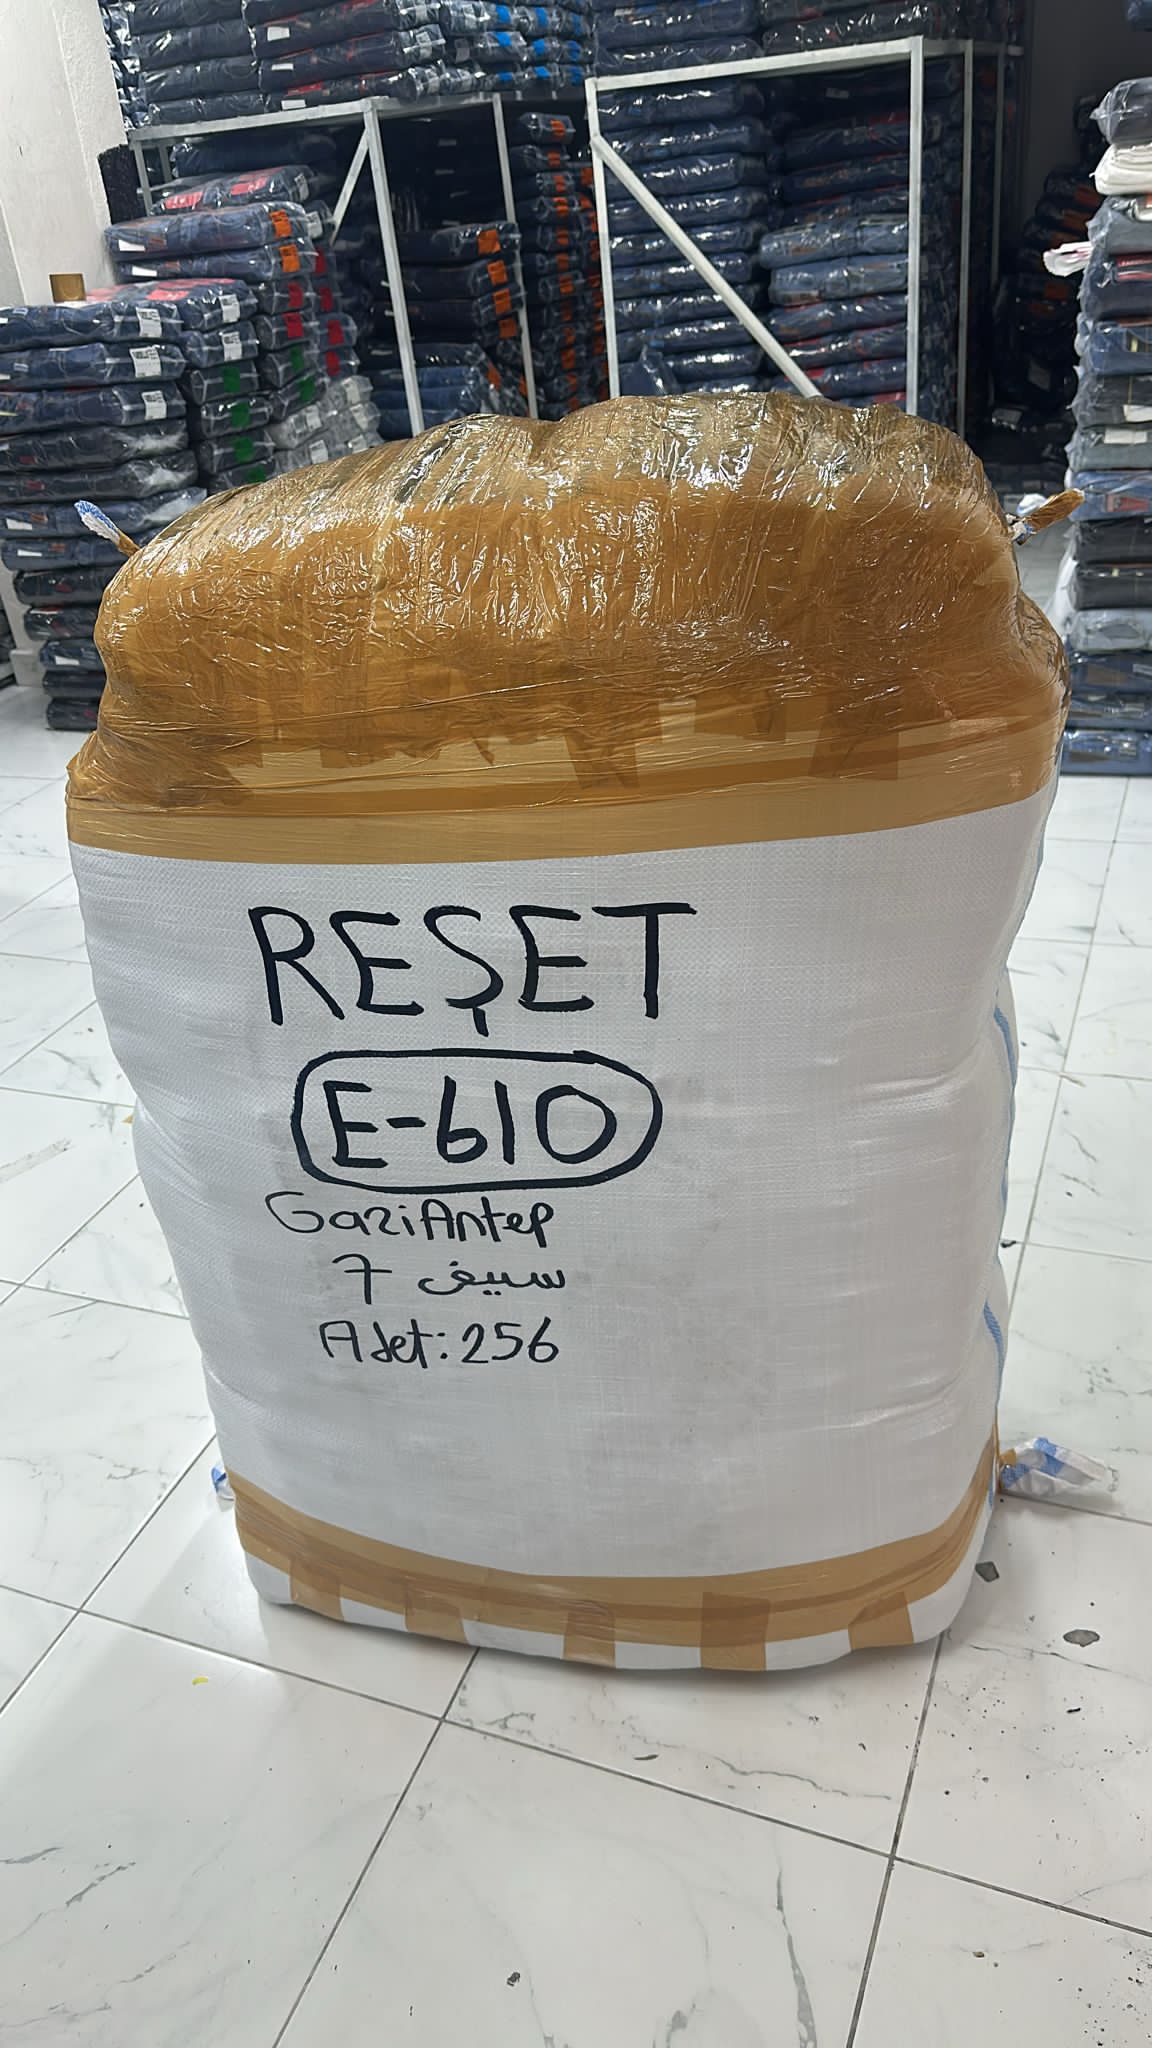 REŞET
E-610
GaziAntep
سيف 7
Adet: 256